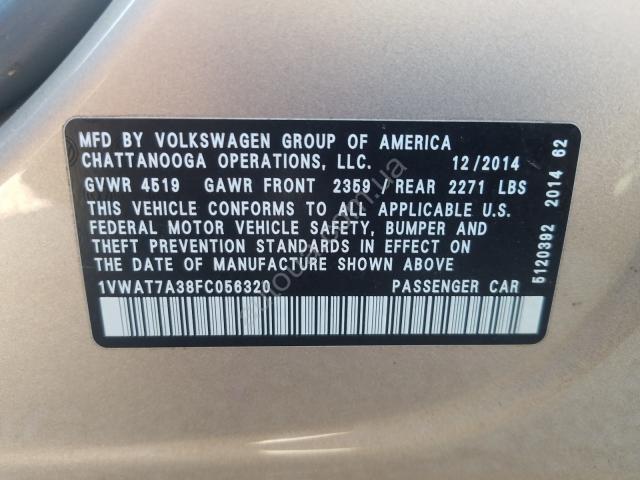 MFD BY VOLKSWAGEN GROUP OF AMERICA
CHATTANOOGA OPERATIONS, LLC. 12/2014
GVWR 4519 GAWR FRONT 2359/REAR 2271 LBS
THIS VEHICLE CONFORMS TO ALL APPLICABLE U.S.
FEDERAL MOTOR VEHICLE SAFETY, BUMPER AND
THEFT PREVENTION STANDARDS IN EFFECT ON
THE DATE OF MANUFACTURE SHOWN ABOVE
1VWAT7A38FC056320 PASSENGER CAR
5120392 2014 62